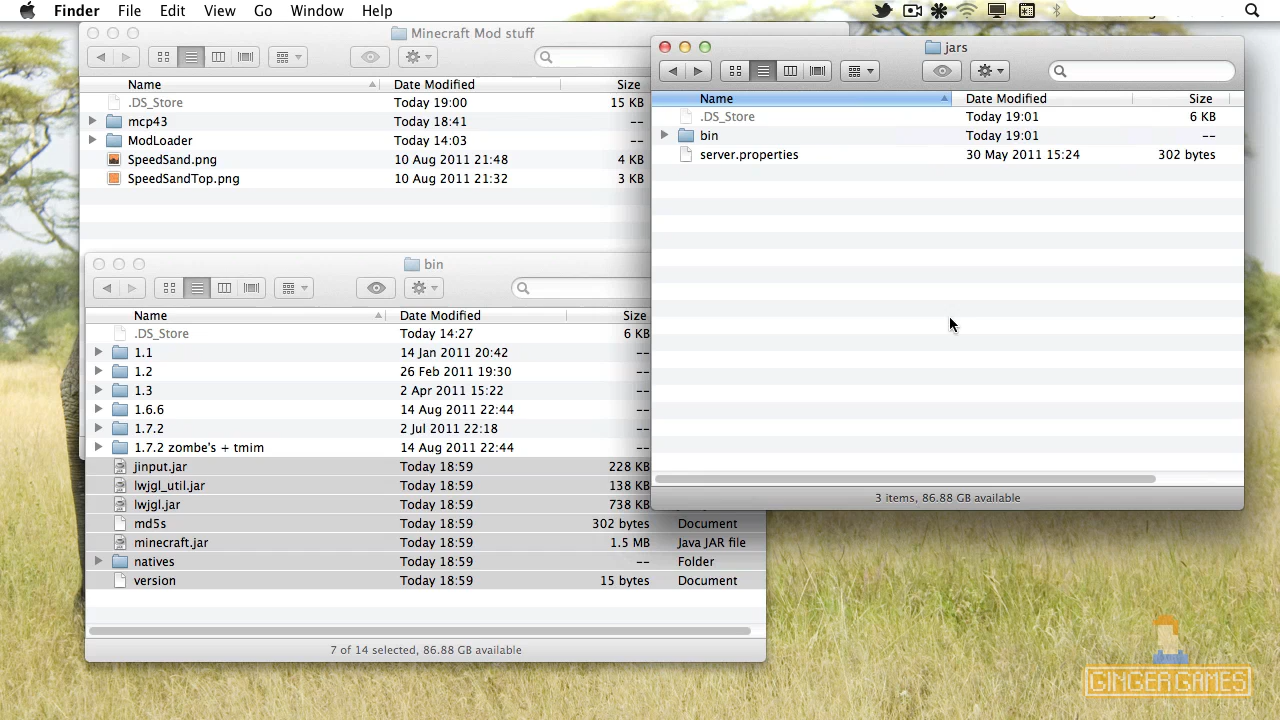 Finder File Edit View Go Window Help
Minecraft Mod stuff
Name Date Modified Size
.DS_Store Today 19:00 15 KB
mcp43 Today 18:41 --
ModLoader Today 14:03 --
SpeedSand.png 10 Aug 2011 21:48 4 KB
SpeedSandTop.png 10 Aug 2011 21:32 3 KB
jars
Name Date Modified Size
.DS_Store Today 19:01 6 KB
bin Today 19:01 --
server.properties 30 May 2011 15:24 302 bytes
3 items, 86.88 GB available
bin
Name Date Modified Size
.DS_Store Today 14:27 6 KB
1.1 14 Jan 2011 20:42 --
1.2 26 Feb 2011 19:30 --
1.3 2 Apr 2011 15:22 --
1.6.6 14 Aug 2011 22:44 --
1.7.2 2 Jul 2011 22:18 --
1.7.2 zombe's + tmim 14 Aug 2011 22:44 --
jinput.jar Today 18:59 228 KB
lwjgl_util.jar Today 18:59 138 KB
lwjgl.jar Today 18:59 738 KB
md5s Today 18:59 302 bytes Document
minecraft.jar Today 18:59 1.5 MB Java JAR file
natives Today 18:59 -- Folder
version Today 18:59 15 bytes Document
7 of 14 selected, 86.88 GB available
GINGER GAMES